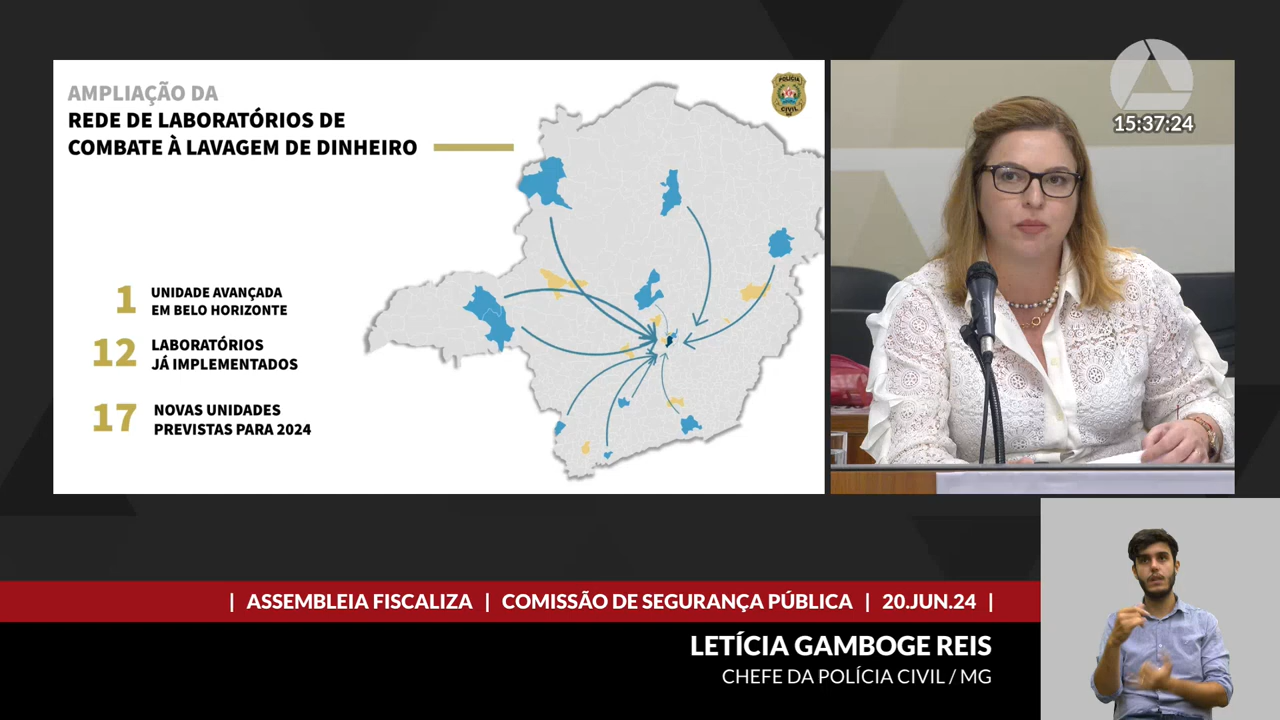 AMPLIAÇÃO DA
REDE DE LABORATÓRIOS DE
COMBATE À LAVAGEM DE DINHEIRO
POLÍCIA
CIVIL
1 UNIDADE AVANÇADA
EM BELO HORIZONTE
12 LABORATÓRIOS
JÁ IMPLEMENTADOS
17 NOVAS UNIDADES
PREVISTAS PARA 2024
15:37:24
| ASSEMBLEIA FISCALIZA | COMISSÃO DE SEGURANÇA PÚBLICA | 20.JUN.24 |
LETÍCIA GAMBOGE REIS
CHEFE DA POLÍCIA CIVIL / MG